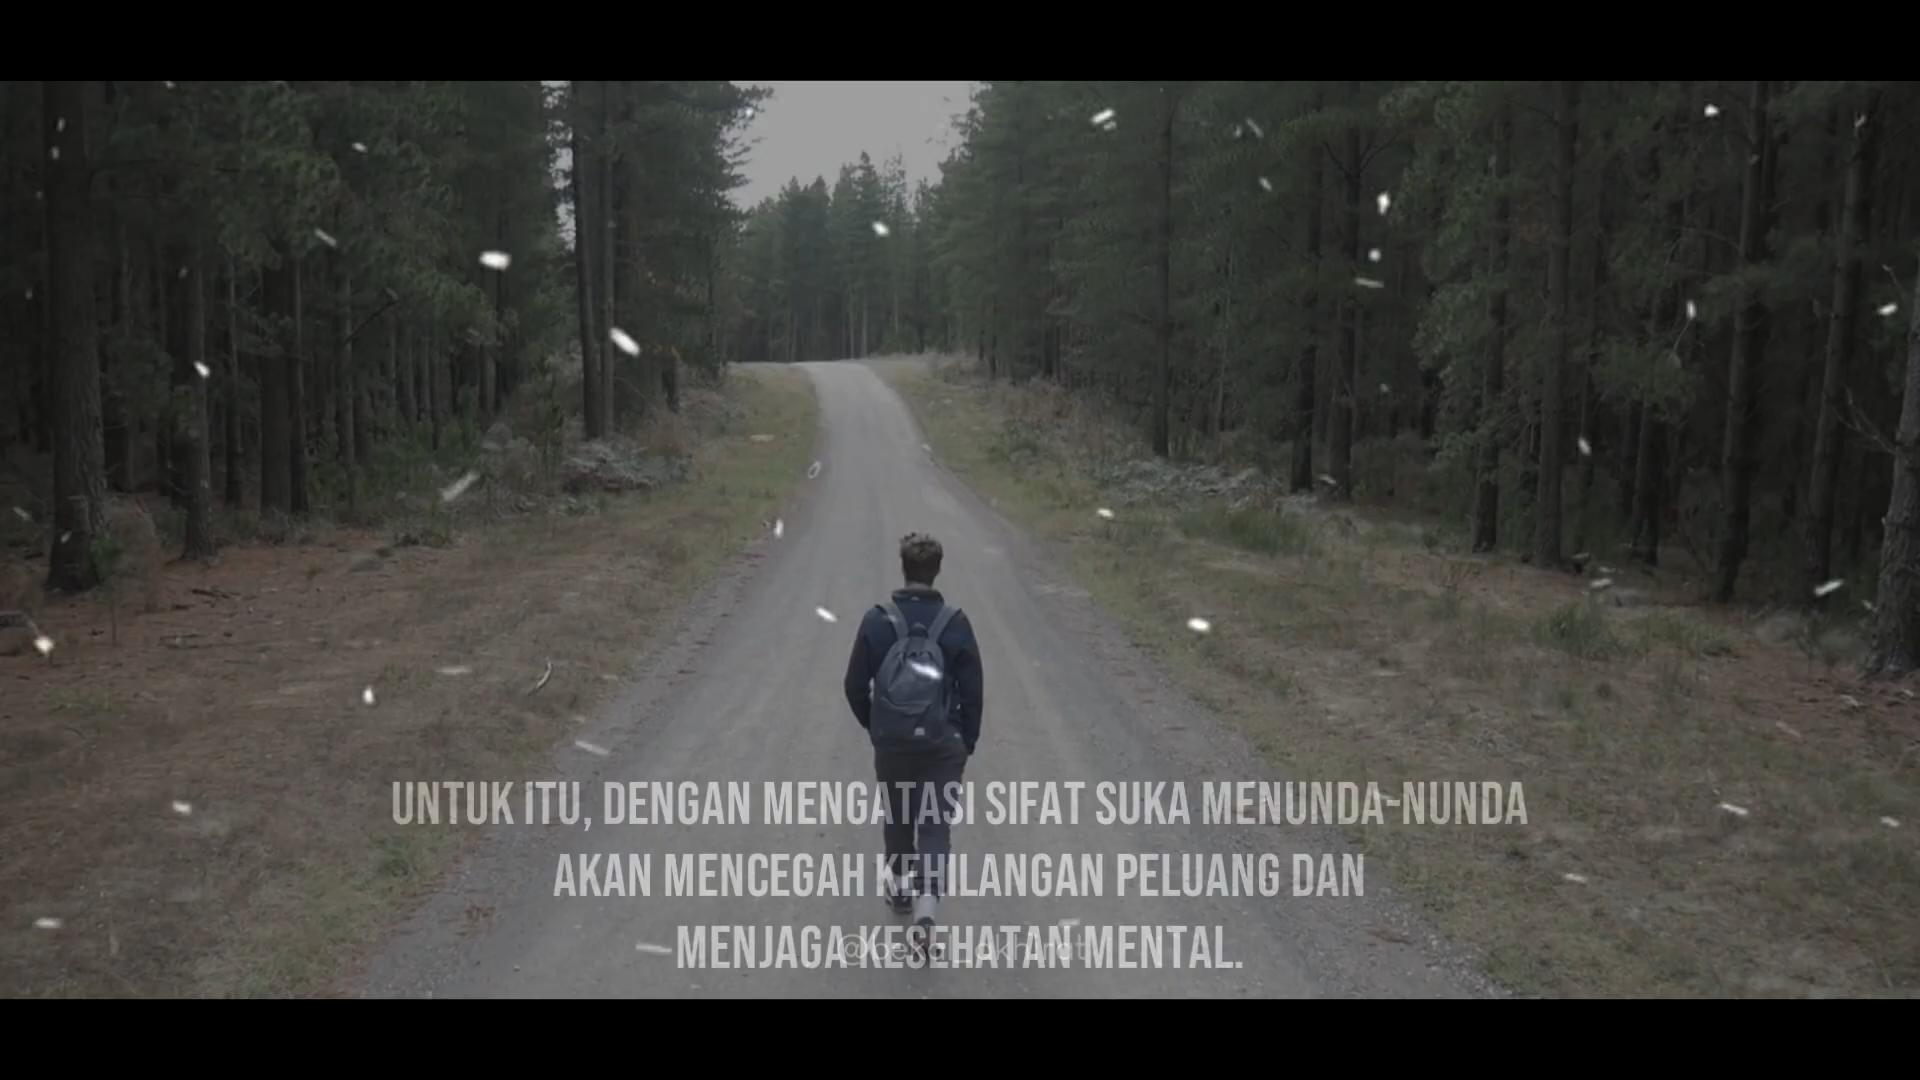 UNTUK ITU, DENGAN MENGATASI SIFAT SUKA MENUNDA-NUNDA
AKAN MENCEGAH KEHILANGAN PELUANG DAN
MENJAGA KESEHATAN MENTAL.